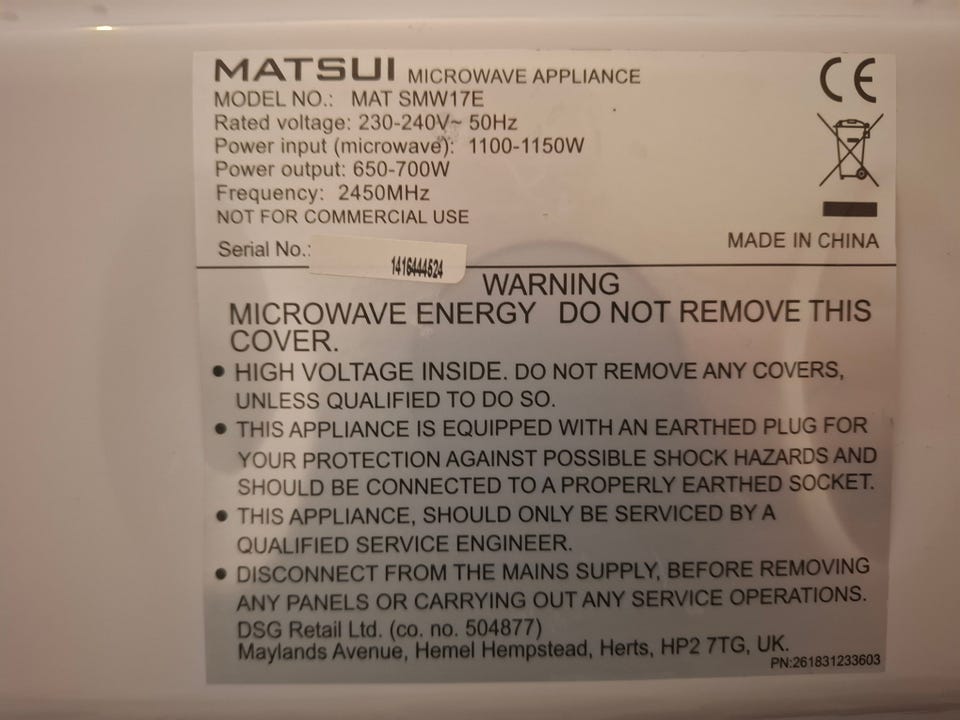 MATSUI MICROWAVE APPLIANCE
MODEL NO.: MAT SMW17E
Rated voltage: 230-240V~ 50Hz
Power input (microwave): 1100-1150W
Power output: 650-700W
Frequency: 2450MHz
NOT FOR COMMERCIAL USE
Serial No.: 1416444524
CE
MADE IN CHINA
WARNING
MICROWAVE ENERGY DO NOT REMOVE THIS
COVER.
• HIGH VOLTAGE INSIDE. DO NOT REMOVE ANY COVERS,
UNLESS QUALIFIED TO DO SO.
• THIS APPLIANCE IS EQUIPPED WITH AN EARTHED PLUG FOR
YOUR PROTECTION AGAINST POSSIBLE SHOCK HAZARDS AND
SHOULD BE CONNECTED TO A PROPERLY EARTHED SOCKET.
• THIS APPLIANCE, SHOULD ONLY BE SERVICED BY A
QUALIFIED SERVICE ENGINEER.
• DISCONNECT FROM THE MAINS SUPPLY, BEFORE REMOVING
ANY PANELS OR CARRYING OUT ANY SERVICE OPERATIONS.
DSG Retail Ltd. (co. no. 504877)
Maylands Avenue, Hemel Hempstead, Herts, HP2 7TG, UK.
PN:261831233603